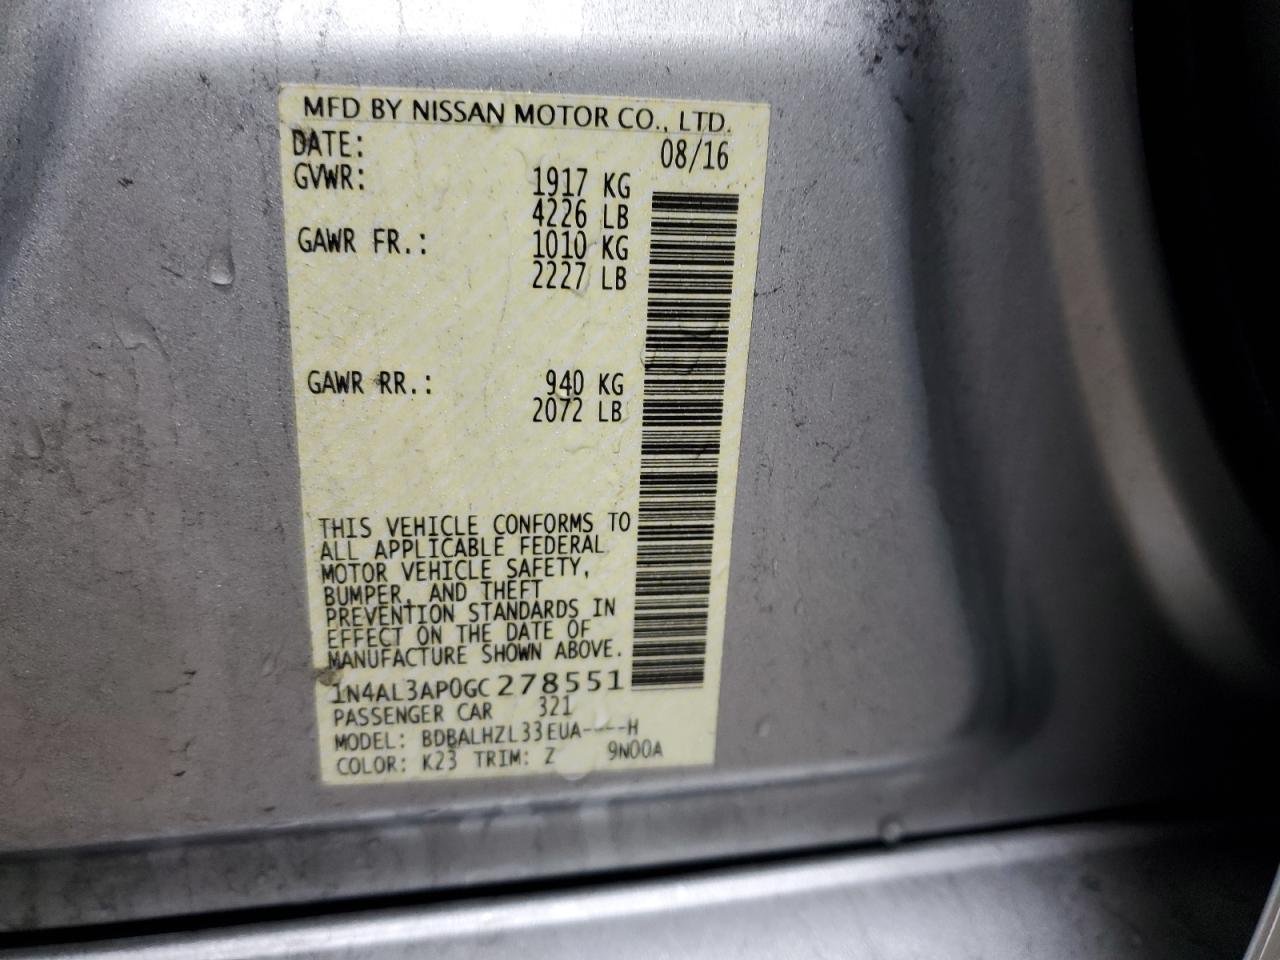 MFD BY NISSAN MOTOR CO., LTD.
DATE: 08/16
GVWR: 1917 KG
4226 LB
GAWR FR.: 1010 KG
2227 LB
GAWR RR.: 940 KG
2072 LB
THIS VEHICLE CONFORMS TO
ALL APPLICABLE FEDERAL
MOTOR VEHICLE SAFETY,
BUMPER, AND THEFT
PREVENTION STANDARDS IN
EFFECT ON THE DATE OF
MANUFACTURE SHOWN ABOVE.
1N4AL3AP0GC278551
PASSENGER CAR 321
MODEL: BDBALHZL33EUA----H
COLOR: K23 TRIM: Z 9N00A